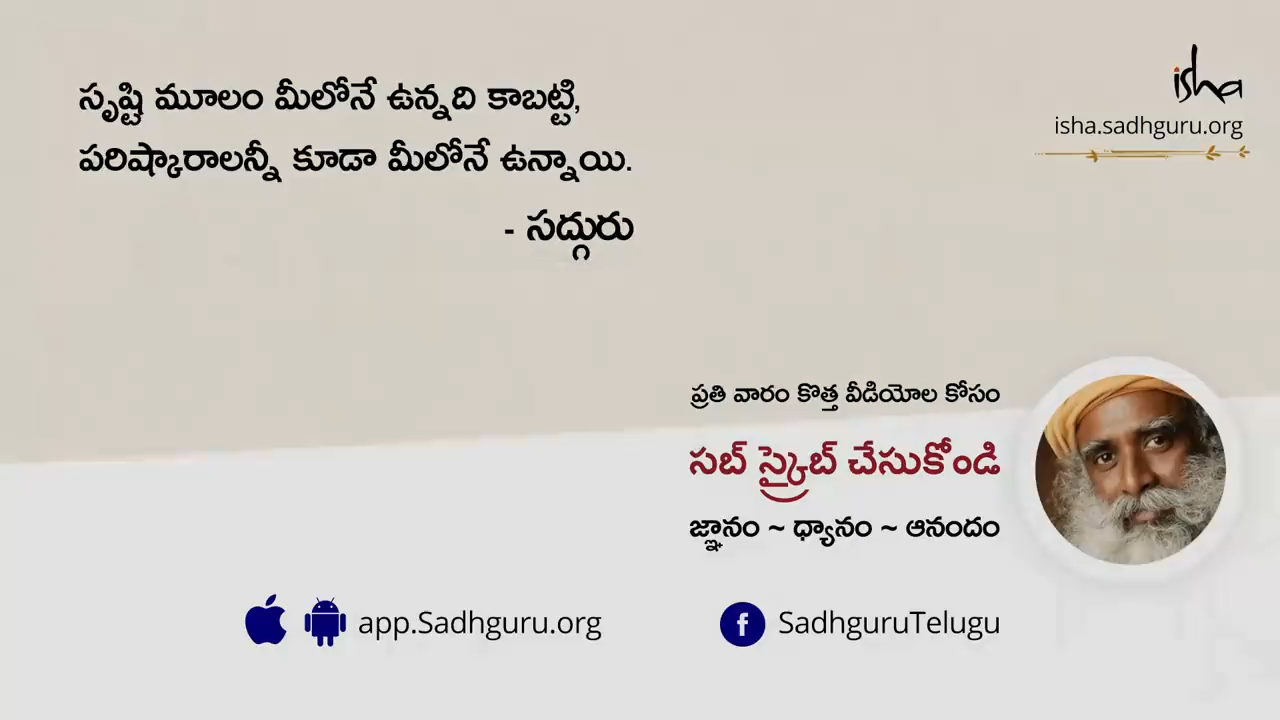 సృష్టి మూలం మీలోనే ఉన్నది కాబట్టి,
పరిష్కారాలన్నీ కూడా మీలోనే ఉన్నాయి.
- సద్గురు
isha
isha.sadhguru.org
ప్రతి వారం కొత్త వీడియోల కోసం
సబ్ స్క్రైబ్ చేసుకోండి
జ్ఞానం ~ ధ్యానం ~ ఆనందం
app.Sadhguru.org
f SadhguruTelugu